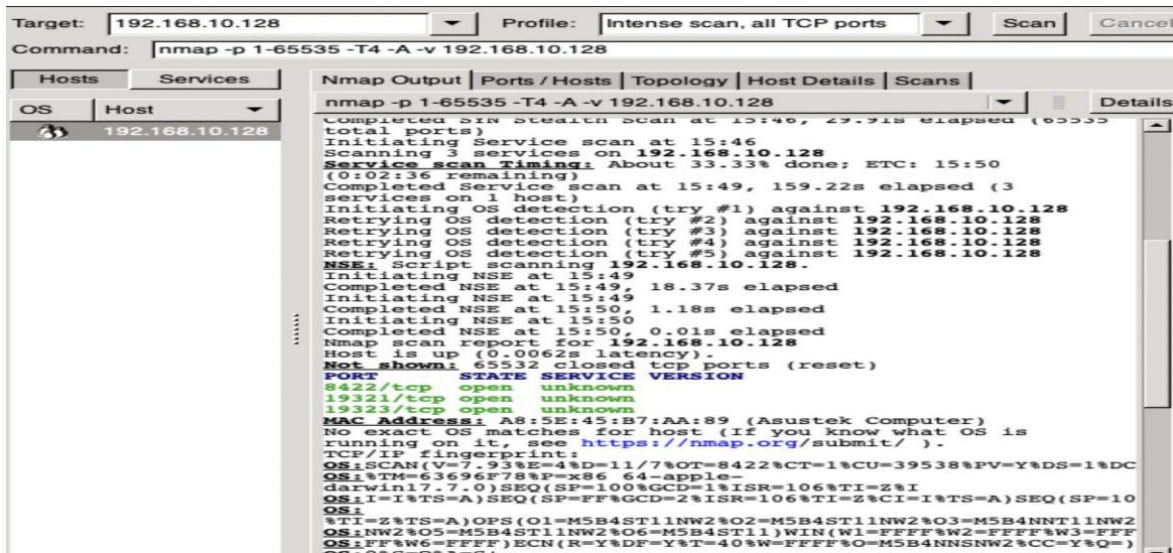 Target: 192.168.10.128 Profile: Intense scan, all TCP ports Scan Cancel
Command: nmap -p 1-65535 -T4 -A -v 192.168.10.128
Hosts Services Nmap Output Ports / Hosts Topology Host Details Scans
OS Host nmap -p 1-65535 -T4 -A -v 192.168.10.128 Details
192.168.10.128
Completed SYN Stealth Scan at 15:46, 29.91s elapsed (65535
total ports)
Initiating Service scan at 15:46
Scanning 3 services on 192.168.10.128
Service scan Timing: About 33.33% done; ETC: 15:50
(0:02:36 remaining)
Completed Service scan at 15:49, 159.22s elapsed (3
services on 1 host)
Initiating OS detection (try #1) against 192.168.10.128
Retrying OS detection (try #2) against 192.168.10.128
Retrying OS detection (try #3) against 192.168.10.128
Retrying OS detection (try #4) against 192.168.10.128
Retrying OS detection (try #5) against 192.168.10.128
NSE: Script scanning 192.168.10.128.
Initiating NSE at 15:49
Completed NSE at 15:49, 18.37s elapsed
Initiating NSE at 15:49
Completed NSE at 15:50, 1.18s elapsed
Initiating NSE at 15:50
Completed NSE at 15:50, 0.01s elapsed
Nmap scan report for 192.168.10.128
Host is up (0.0062s latency).
Not shown: 65532 closed tcp ports (reset)
PORT STATE SERVICE VERSION
8422/tcp open unknown
19321/tcp open unknown
19323/tcp open unknown
MAC Address: A8:5E:45:B7:AA:89 (Asustek Computer)
No exact OS matches for host (If you know what OS is
running on it, see https://nmap.org/submit/ ).
TCP/IP fingerprint:
OS:SCAN(V=7.93%E=4%D=11/7%OT=8422%CT=1%CU=39538%PV=Y%DS=1%DC
OS:%TM=63696F78%P=x86_64-apple-
darwin17.7.0)SEQ(SP=100%GCD=1%ISR=106%TI=Z%I
OS:I=I%TS=A)SEQ(SP=FF%GCD=2%ISR=106%TI=Z%CI=I%TS=A)SEQ(SP=10
OS:
%TI=Z%TS=A)OPS(O1=M5B4ST11NW2%O2=M5B4ST11NW2%O3=M5B4NNT11NW2
OS:NW2%O5=M5B4ST11NW2%O6=M5B4ST11)WIN(W1=FFFF%W2=FFFF%W3=FFF
OS:FF%W6=FFFF)ECN(R=Y%DF=Y%T=40%W=FFFF%O=M5B4NNSNW2%CC=Y%Q=)